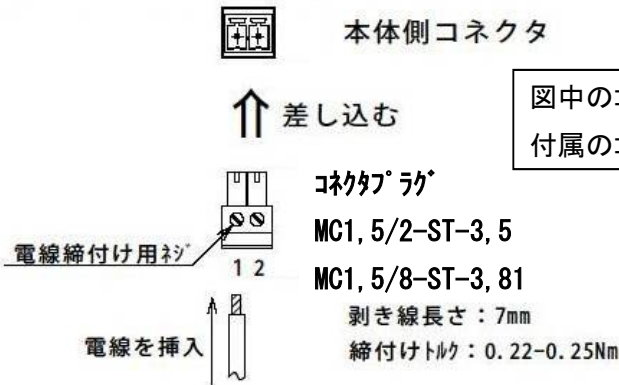 本体側コネクタ
差し込む
図中の
付属の
コネクタプラグ
MC1,5/2-ST-3,5
MC1,5/8-ST-3,81
電線締付け用ネジ
1 2
剥き線長さ：7mm
電線を挿入
締付けトルク：0.22-0.25Nm